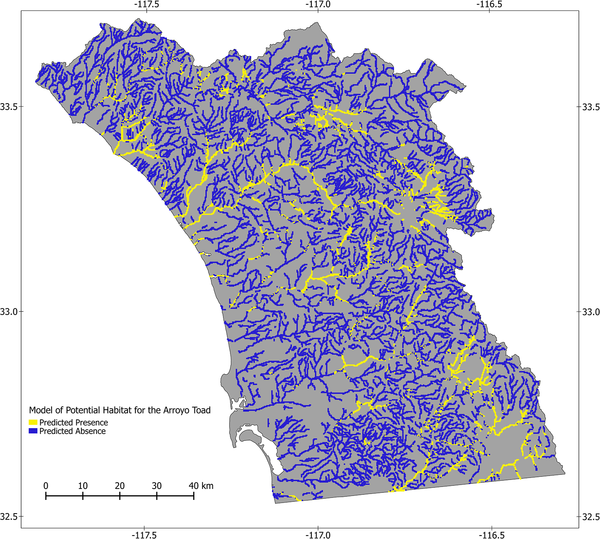 -117.5 -117.0 -116.5
33.5 33.5
33.0 33.0
Model of Potential Habitat for the Arroyo Toad
Predicted Presence
Predicted Absence
0 10 20 30 40 km
32.5 32.5
-117.5 -117.0 -116.5